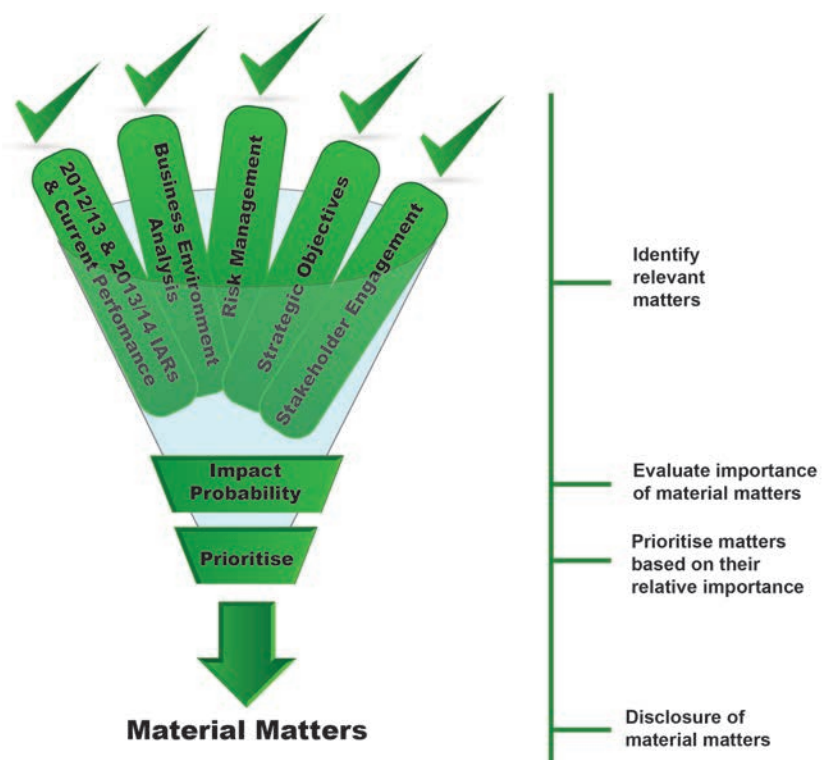 2012/13 & 2013/14 IARs
& Current Perfomance
Business Environment
Analysis
Risk Management
Strategic Objectives
Stakeholder Engagement
Impact
Probability
Prioritise
Material Matters
Identify
relevant
matters
Evaluate importance
of material matters
Prioritise matters
based on their
relative importance
Disclosure of
material matters